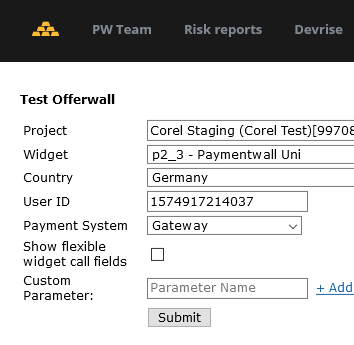 PW Team Risk reports Devrise
Test Offerwall
Project Corel Staging (Corel Test)[99708
Widget p2_3 - Paymentwall Uni
Country Germany
User ID 1574917214037
Payment System Gateway
Show flexible
widget call fields
Custom
Parameter: Parameter Name + Add
Submit